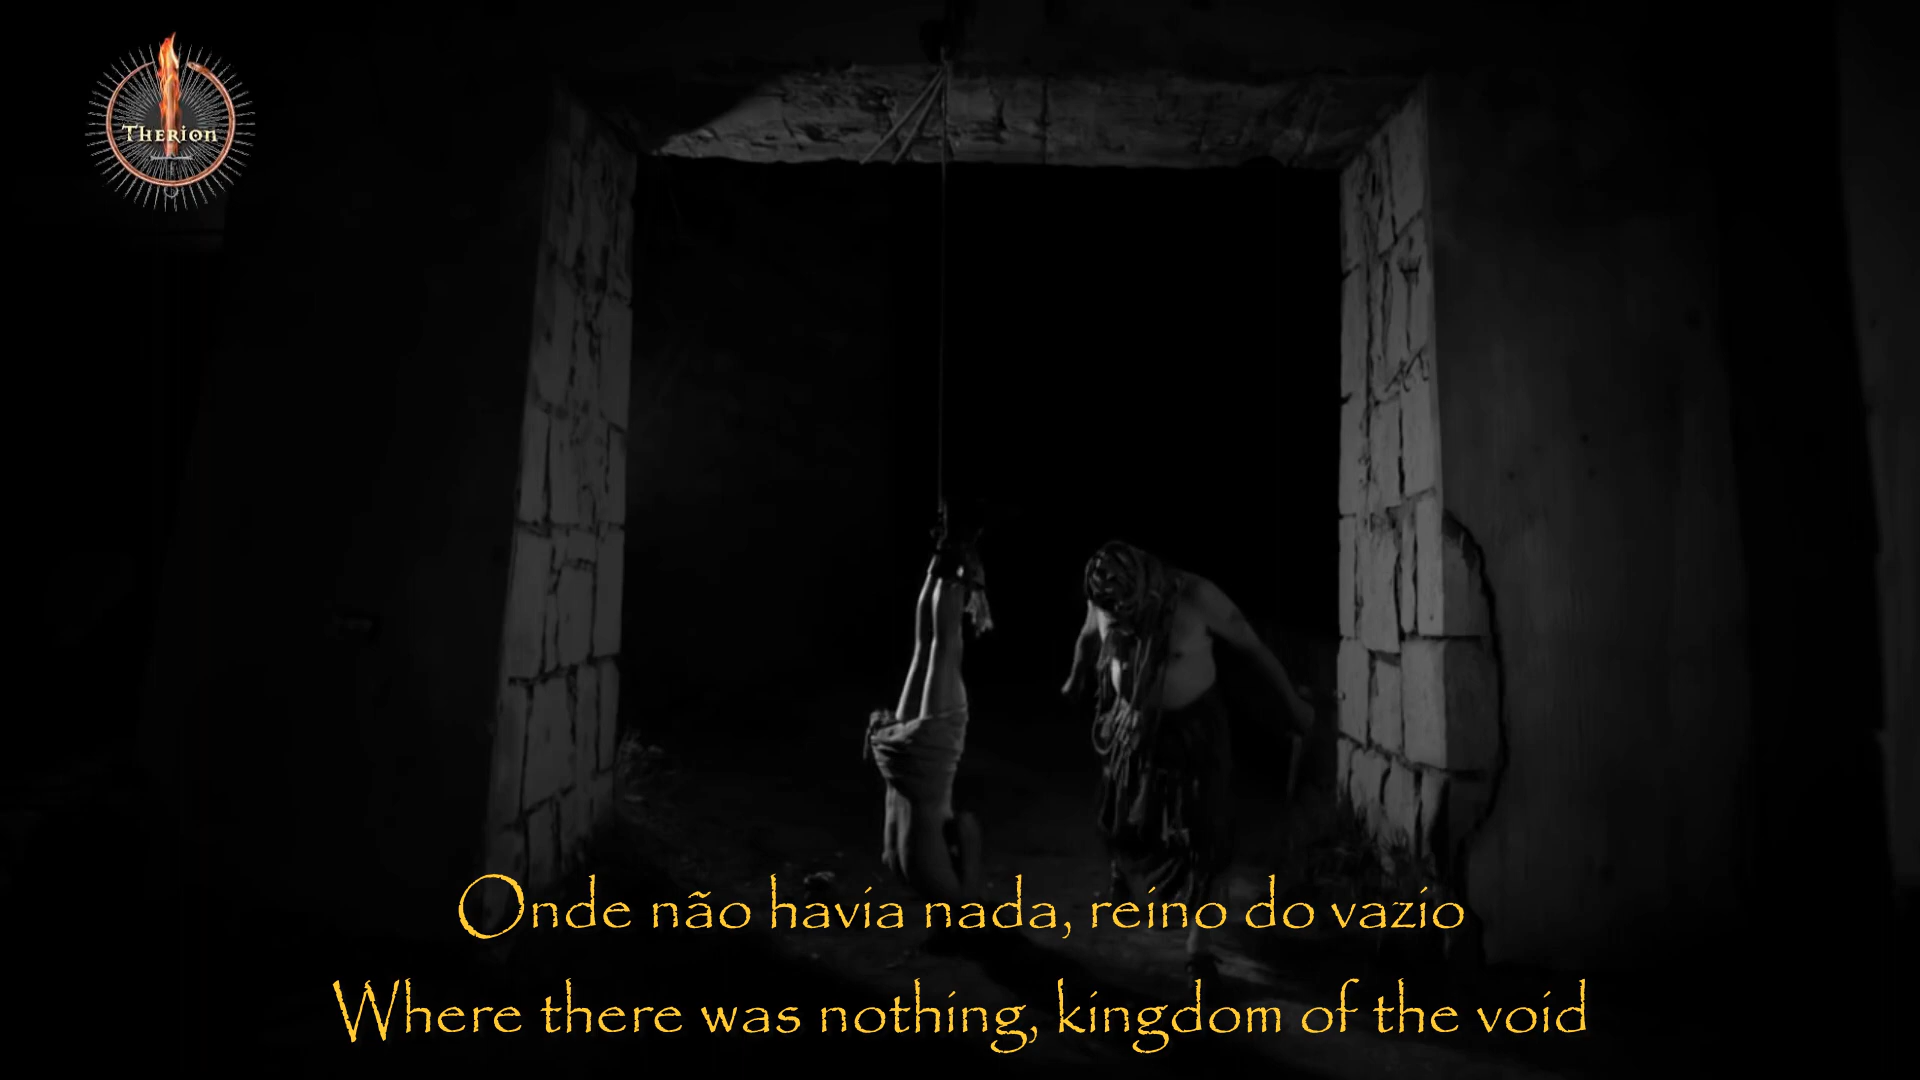 Therion
Onde não havia nada, reino do vazio
Where there was nothing, kingdom of the void